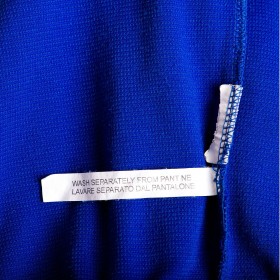 WASH SEPARATELY FROM PANT NE
LAVARE SEPARATO DAL PANTALONE